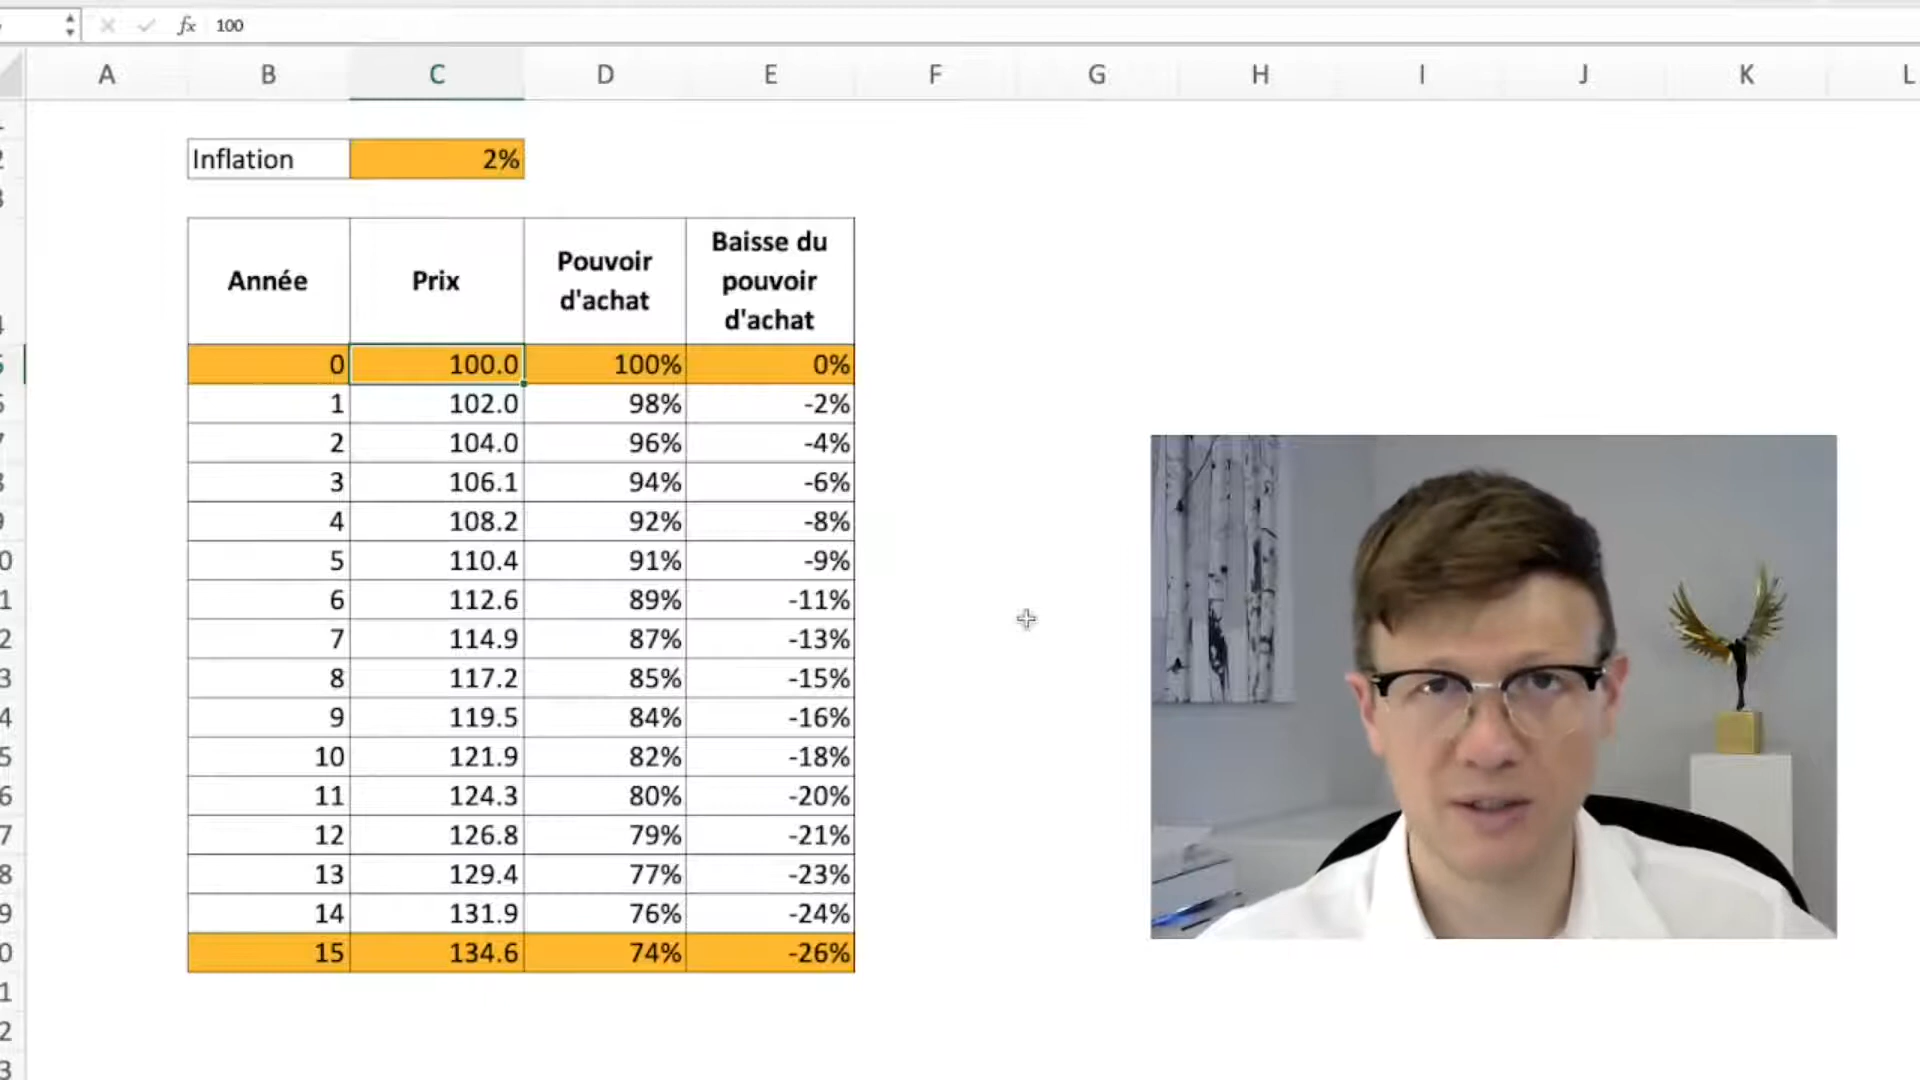 fx 100
A B C D E F G H I J K L
2
Inflation 2%
3
Année Prix Pouvoir d'achat Baisse du pouvoir d'achat
4
0 100.0 100% 0%
1 102.0 98% -2%
2 104.0 96% -4%
3 106.1 94% -6%
4 108.2 92% -8%
5 110.4 91% -9%
6 112.6 89% -11%
7 114.9 87% -13%
8 117.2 85% -15%
9 119.5 84% -16%
10 121.9 82% -18%
11 124.3 80% -20%
12 126.8 79% -21%
13 129.4 77% -23%
14 131.9 76% -24%
15 134.6 74% -26%